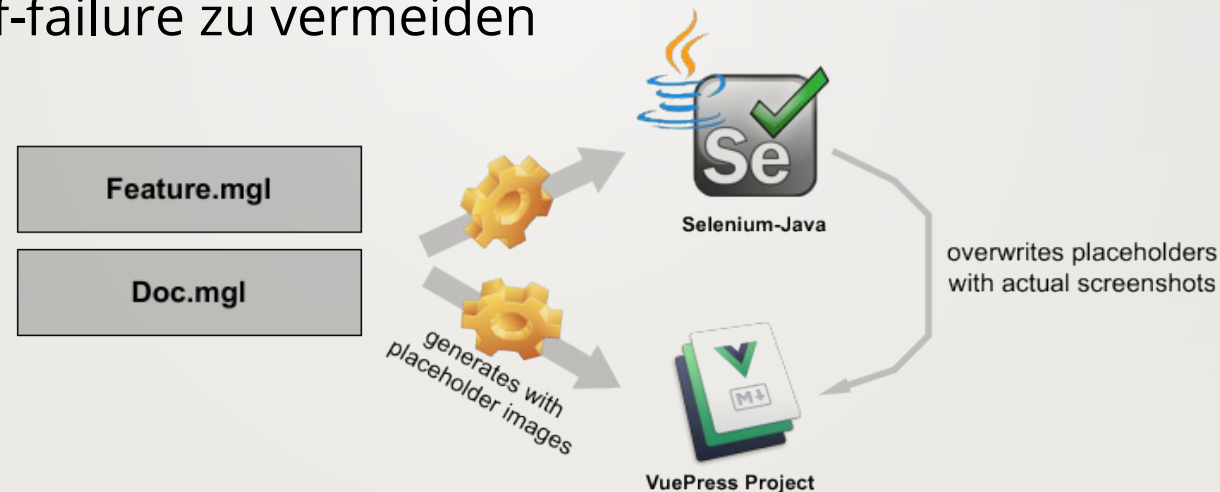 f-failure zu vermeiden
Feature.mgl
Doc.mgl
Se
Selenium-Java
overwrites placeholders
with actual screenshots
generates with
placeholder images
M
VuePress Project